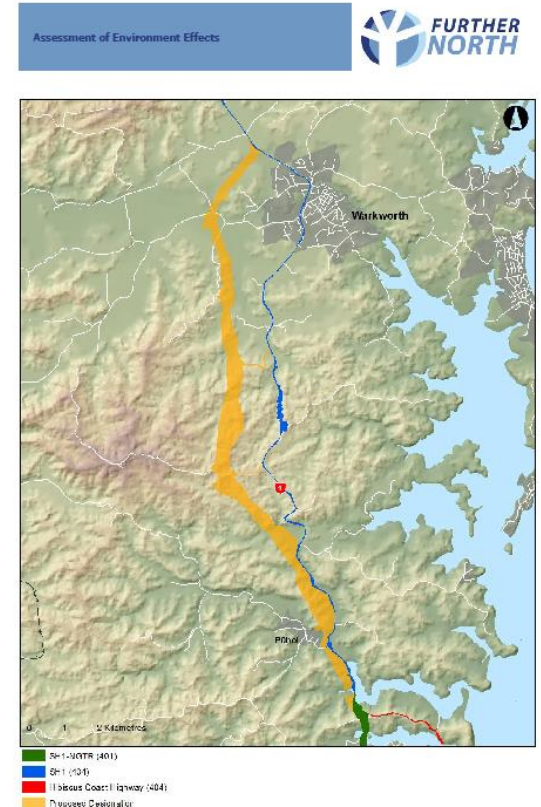 Assessment of Environment Effects
FURTHER
NORTH
Warkworth
1
Pūhoi
0 1 2 Kilometres
SH1-NGTR (401)
SH1 (404)
Hibiscus Coast Highway (404)
Proposed Designation